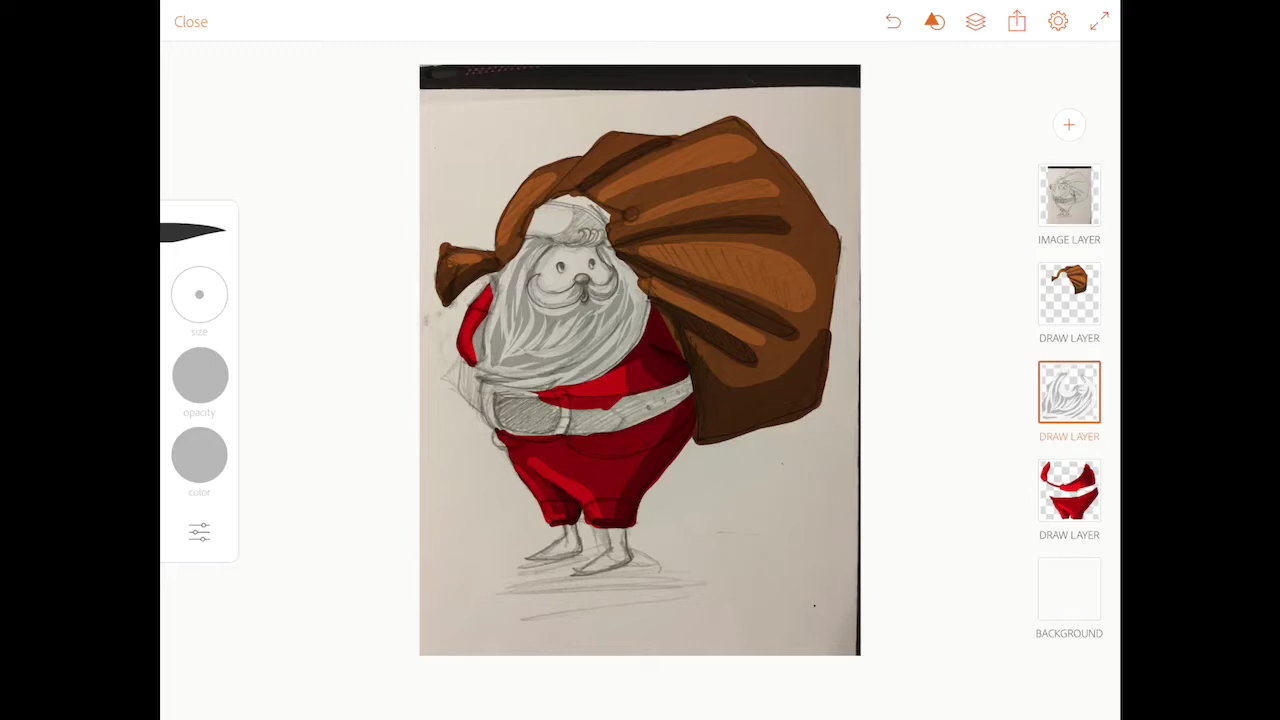 Close
size
opacity
color
IMAGE LAYER
DRAW LAYER
DRAW LAYER
DRAW LAYER
BACKGROUND